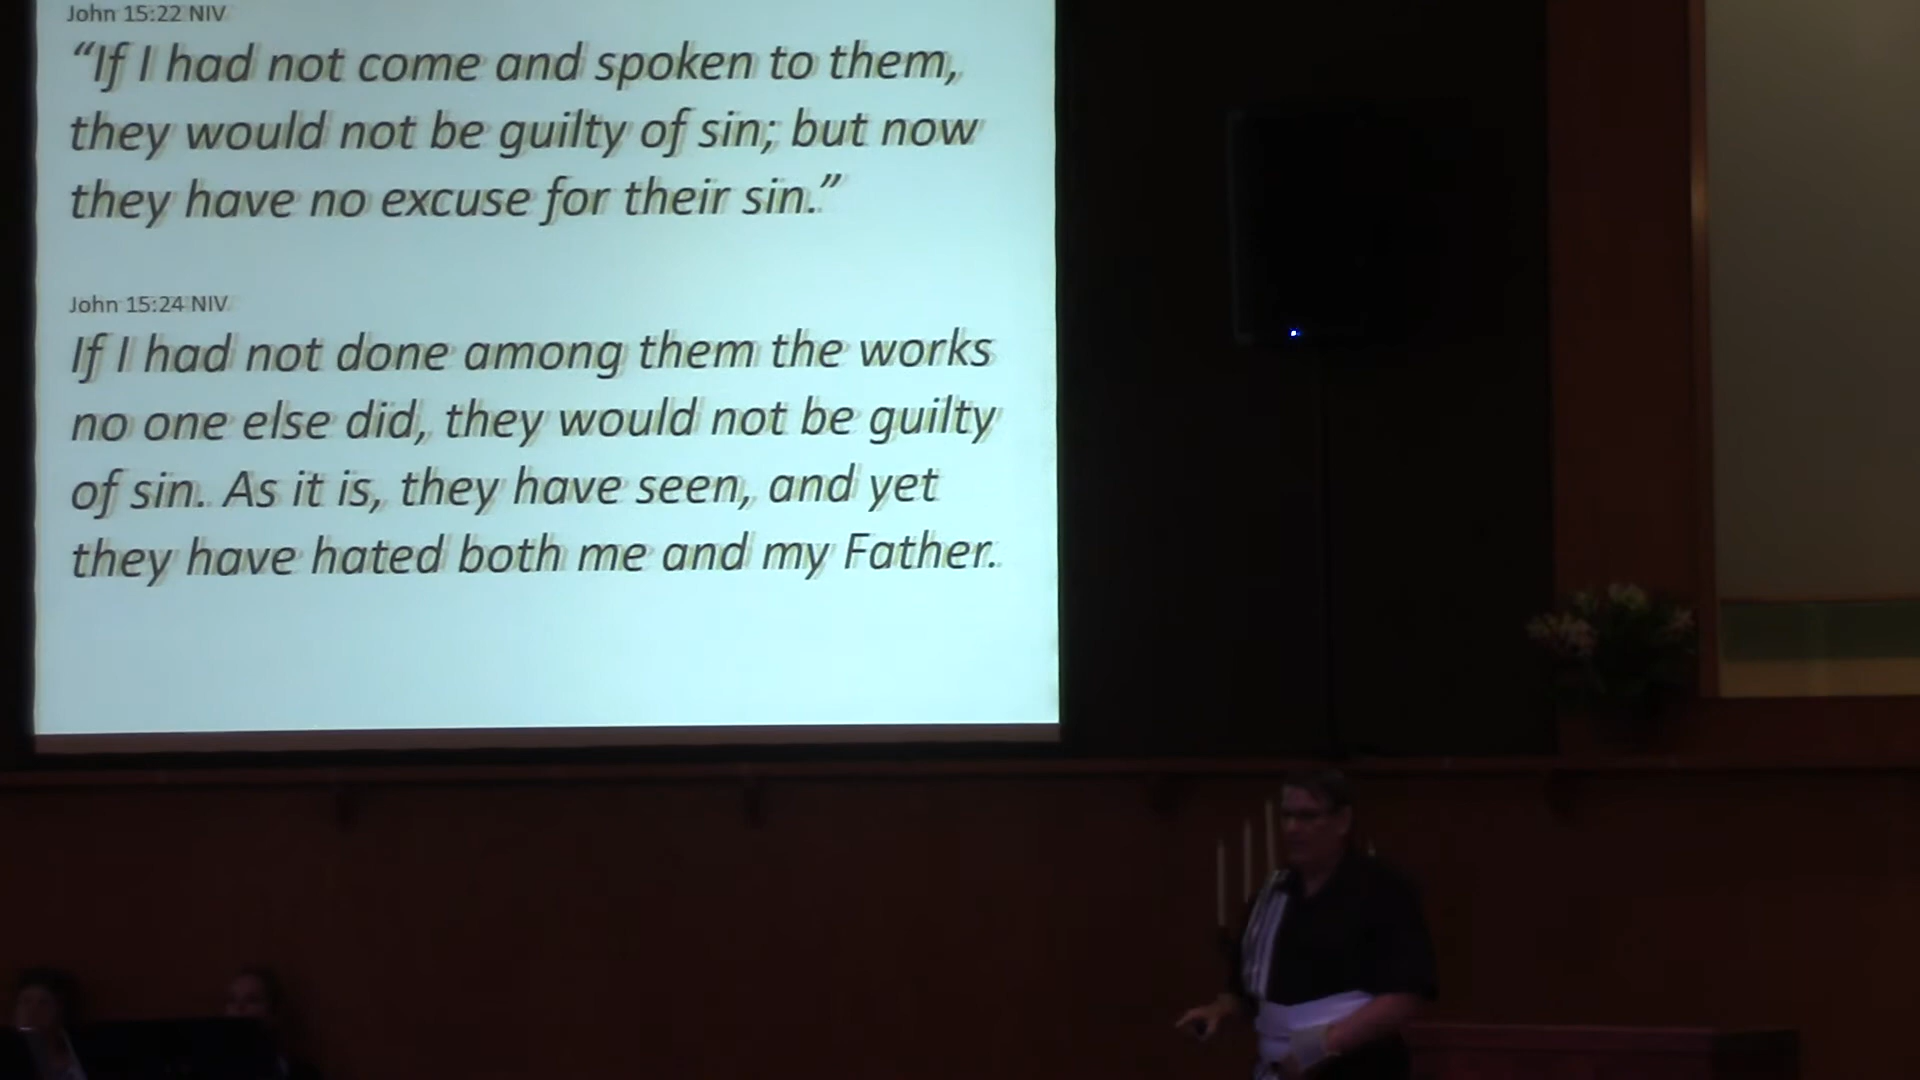 John 15:22 NIV
“If I had not come and spoken to them,
they would not be guilty of sin; but now
they have no excuse for their sin.”
John 15:24 NIV
If I had not done among them the works
no one else did, they would not be guilty
of sin. As it is, they have seen, and yet
they have hated both me and my Father.